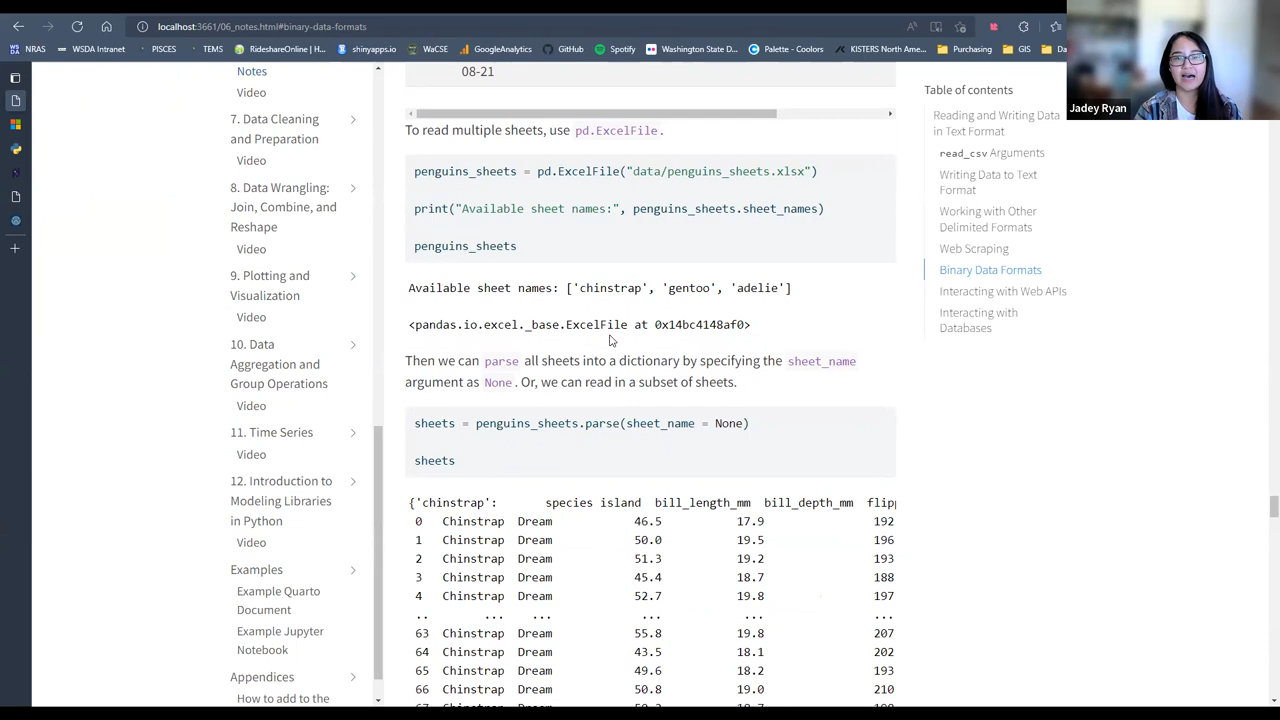 localhost:3661/06_notes.html#binary-data-formats
NRAS WSDA Intranet PISCES TEMS RideshareOnline | H... shinyapps.io WaCSE GoogleAnalytics GitHub Spotify Washington State D... Palette - Coolors KISTERS North Ame... Purchasing GIS Da
Jadey Ryan
Notes
Video
7. Data Cleaning
and Preparation
Video
8. Data Wrangling:
Join, Combine, and
Reshape
Video
9. Plotting and
Visualization
Video
10. Data
Aggregation and
Group Operations
Video
11. Time Series
Video
12. Introduction to
Modeling Libraries
in Python
Video
Examples
Example Quarto
Document
Example Jupyter
Notebook
Appendices
How to add to the
08-21
To read multiple sheets, use pd.ExcelFile.
penguins_sheets = pd.ExcelFile("data/penguins_sheets.xlsx")
print("Available sheet names:", penguins_sheets.sheet_names)
penguins_sheets
Available sheet names: ['chinstrap', 'gentoo', 'adelie']
<pandas.io.excel._base.ExcelFile at 0x14bc4148af0>
Then we can parse all sheets into a dictionary by specifying the sheet_name
argument as None. Or, we can read in a subset of sheets.
sheets = penguins_sheets.parse(sheet_name = None)
sheets
{'chinstrap': species island bill_length_mm bill_depth_mm flipp
0 Chinstrap Dream 46.5 17.9 192
1 Chinstrap Dream 50.0 19.5 196
2 Chinstrap Dream 51.3 19.2 193
3 Chinstrap Dream 45.4 18.7 188
4 Chinstrap Dream 52.7 19.8 197
.. ... ... ... ... ...
63 Chinstrap Dream 55.8 19.8 207
64 Chinstrap Dream 43.5 18.1 202
65 Chinstrap Dream 49.6 18.2 193
66 Chinstrap Dream 50.8 19.0 210
Table of contents
Reading and Writing Data
in Text Format
read_csv Arguments
Writing Data to Text
Format
Working with Other
Delimited Formats
Web Scraping
Binary Data Formats
Interacting with Web APIs
Interacting with
Databases